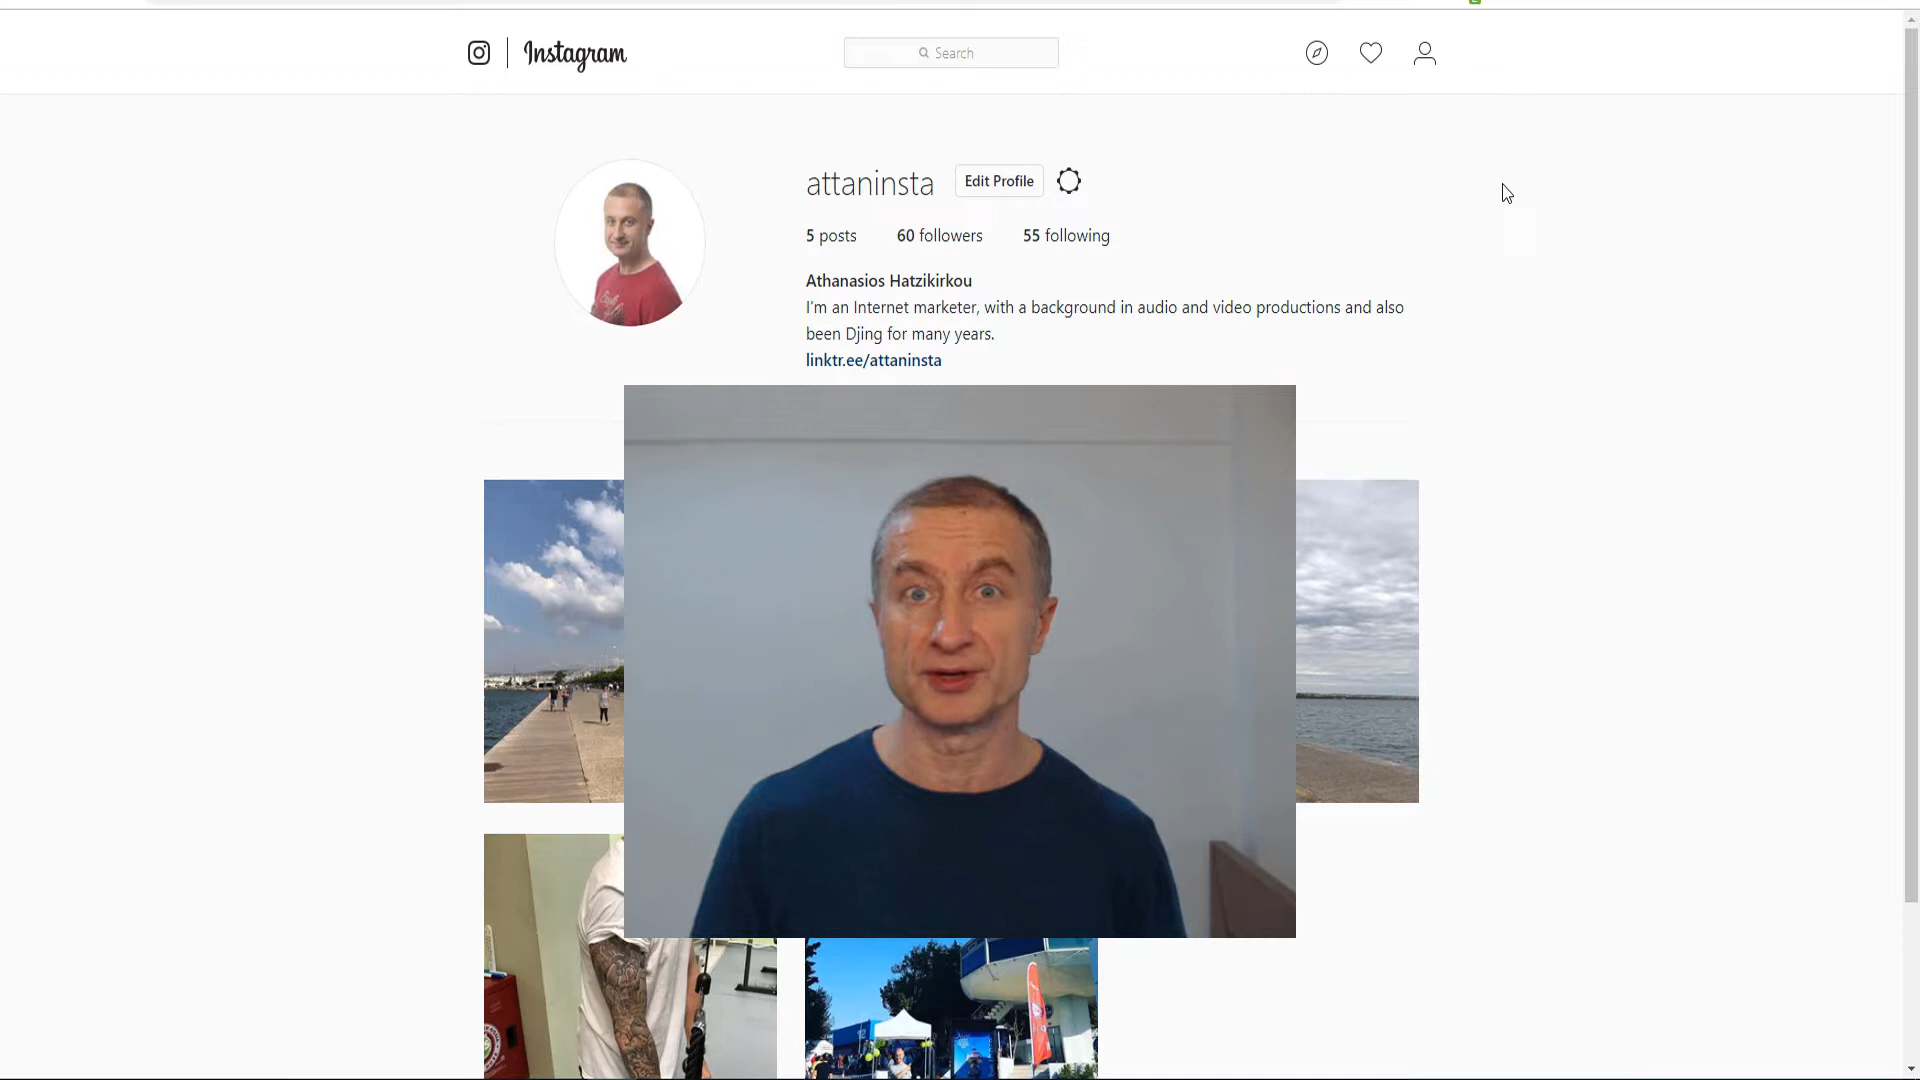 Instagram
Search
attaninsta
Edit Profile
5 posts 60 followers 55 following
Athanasios Hatzikirkou
I'm an Internet marketer, with a background in audio and video productions and also
been Djing for many years.
linktr.ee/attaninsta